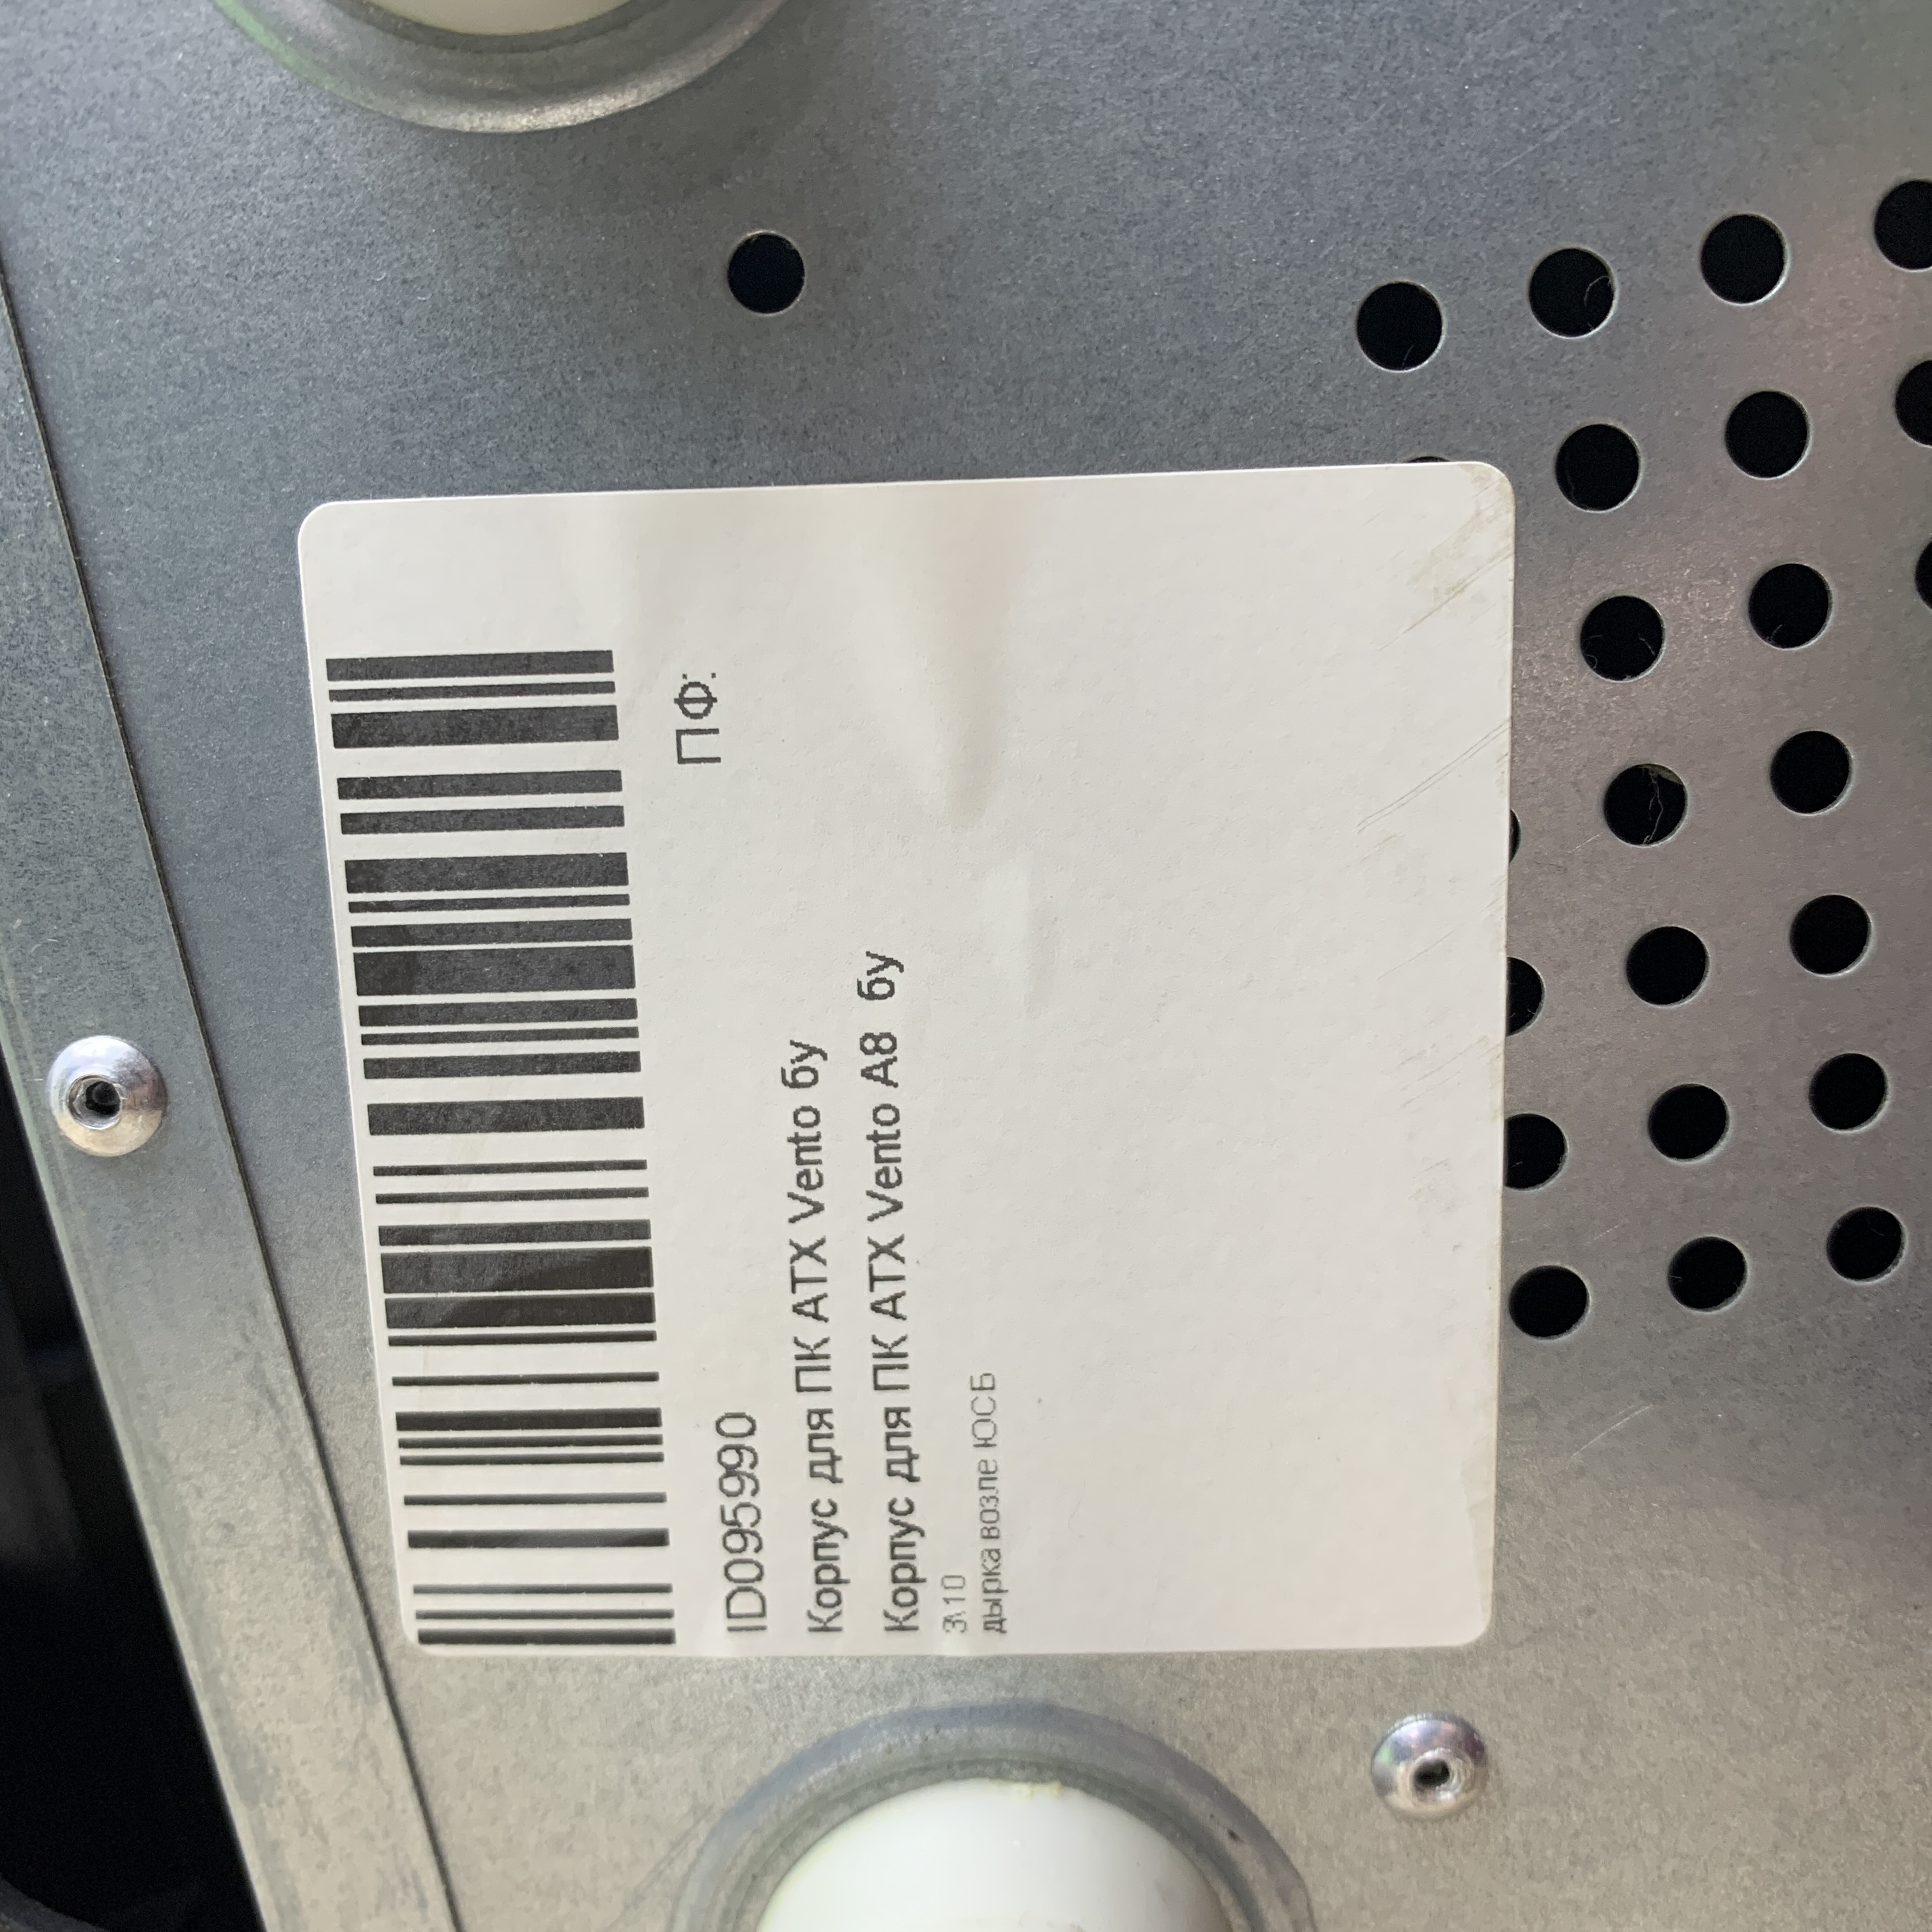 ПФ:
ID095990
Корпус для ПК ATX Vento бу
Корпус для ПК ATX Vento A8 бу
3\10
дырка возле ЮСБ